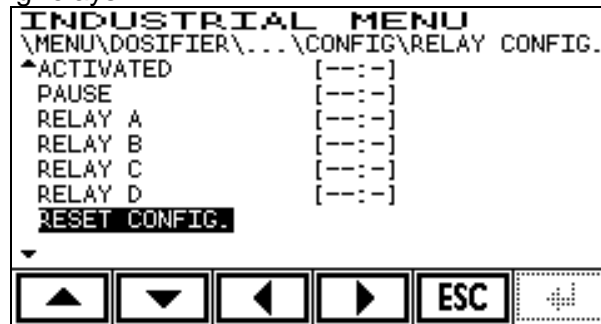 INDUSTRIAL MENU
\MENU\DOSIFIER\...\CONFIG\RELAY CONFIG.
ACTIVATED [--:-]
PAUSE [--:-]
RELAY A [--:-]
RELAY B [--:-]
RELAY C [--:-]
RELAY D [--:-]
RESET CONFIG.
ESC